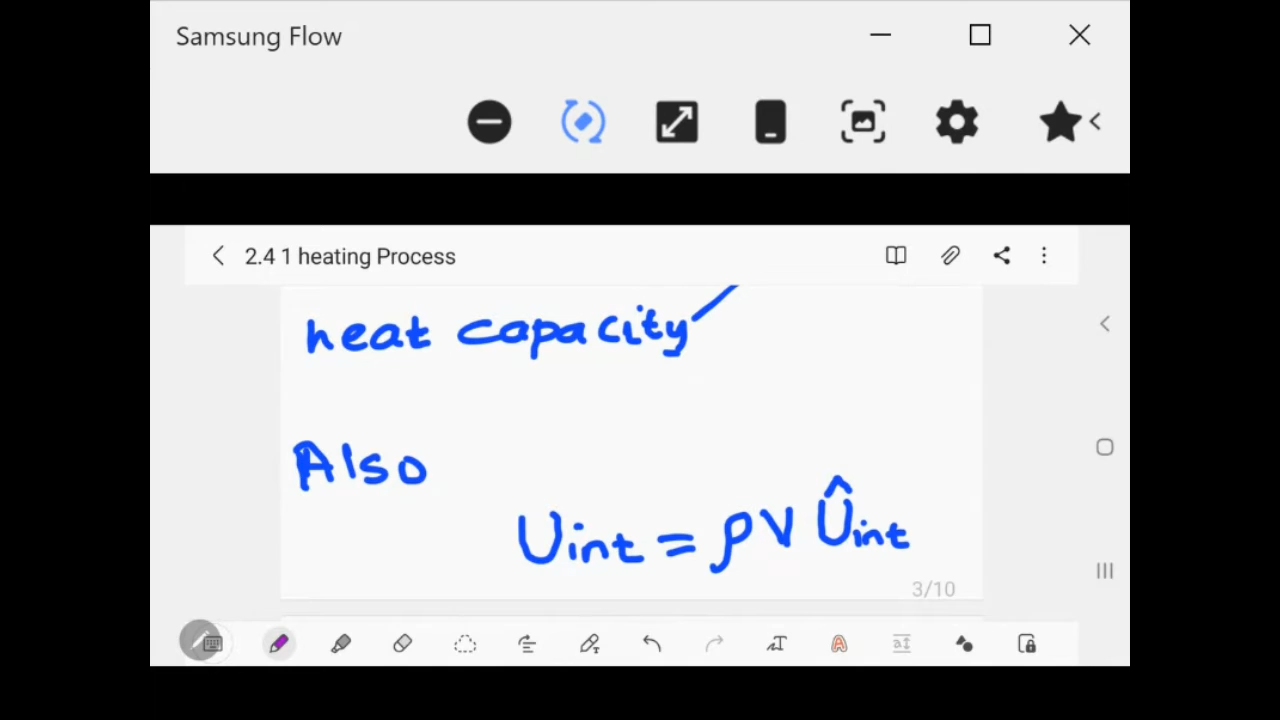 Samsung Flow
2.4 1 heating Process
heat capacity
Also
Uint = ρV Ûint
3/10